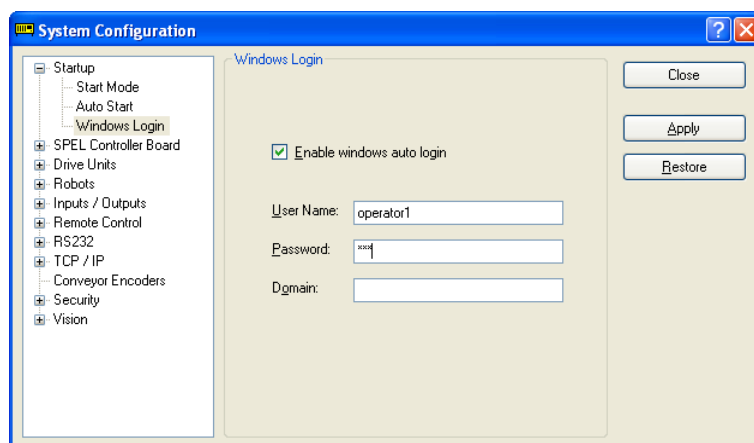 System Configuration
Startup
Start Mode
Auto Start
Windows Login
SPEL Controller Board
Drive Units
Robots
Inputs / Outputs
Remote Control
RS232
TCP / IP
Conveyor Encoders
Security
Vision
Windows Login
Enable windows auto login
User Name: operator1
Password: ***
Domain:
Close
Apply
Restore